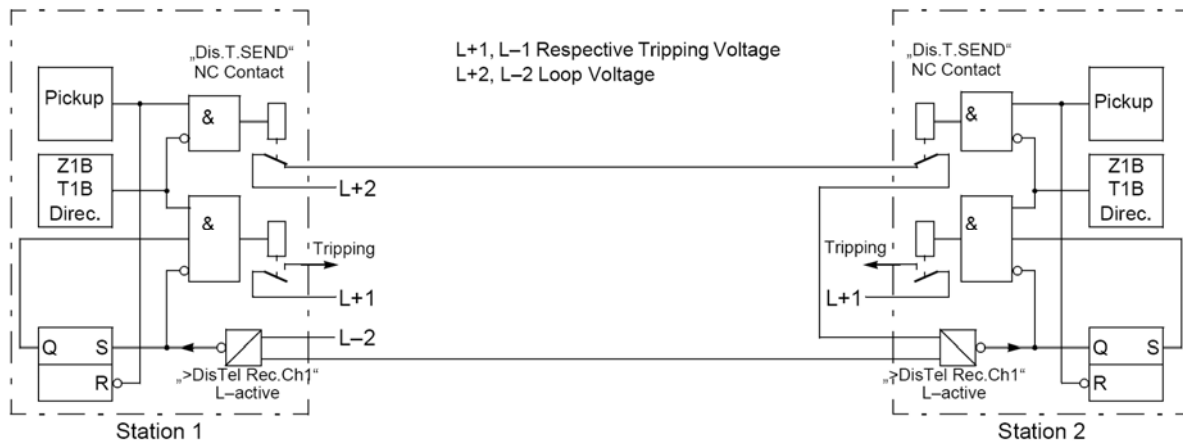 „Dis.T.SEND“
NC Contact
Pickup
&
Z1B
T1B
Direc.
L+2
&
Tripping
L+1
L–2
Q S
R
„>DisTel Rec.Ch1“
L–active
Station 1
L+1, L–1 Respective Tripping Voltage
L+2, L–2 Loop Voltage
„Dis.T.SEND“
NC Contact
&
Pickup
Z1B
T1B
Direc.
&
Tripping
L+1
Q S
R
„>DisTel Rec.Ch1“
L–active
Station 2